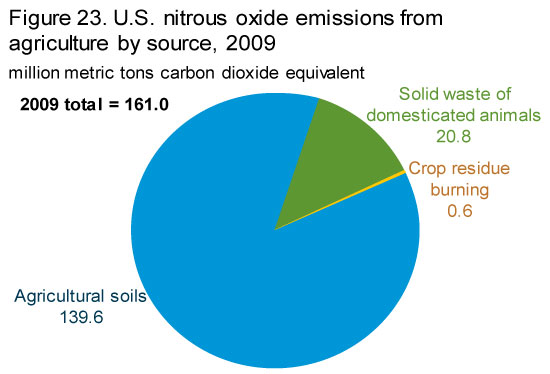 Figure 23. U.S. nitrous oxide emissions from
agriculture by source, 2009
million metric tons carbon dioxide equivalent
2009 total = 161.0
Solid waste of
domesticated animals
20.8
Crop residue
burning
0.6
Agricultural soils
139.6